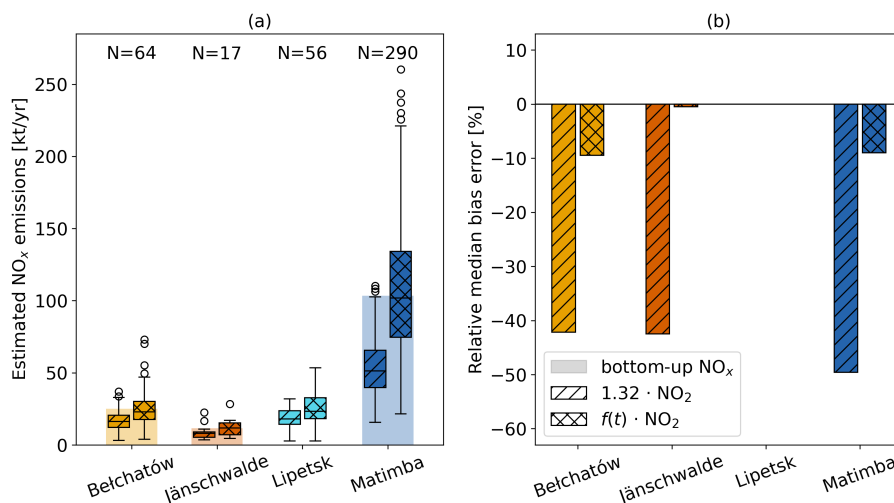 (a)
N=64 N=17 N=56 N=290
Estimated NOₓ emissions [kt/yr]
250
200
150
100
50
0
Bełchatów Jänschwalde Lipetsk Matimba
(b)
Relative median bias error [%]
10
0
−10
−20
−30
−40
−50
−60
bottom-up NOₓ
1.32 · NO₂
f(t) · NO₂
Bełchatów Jänschwalde Lipetsk Matimba